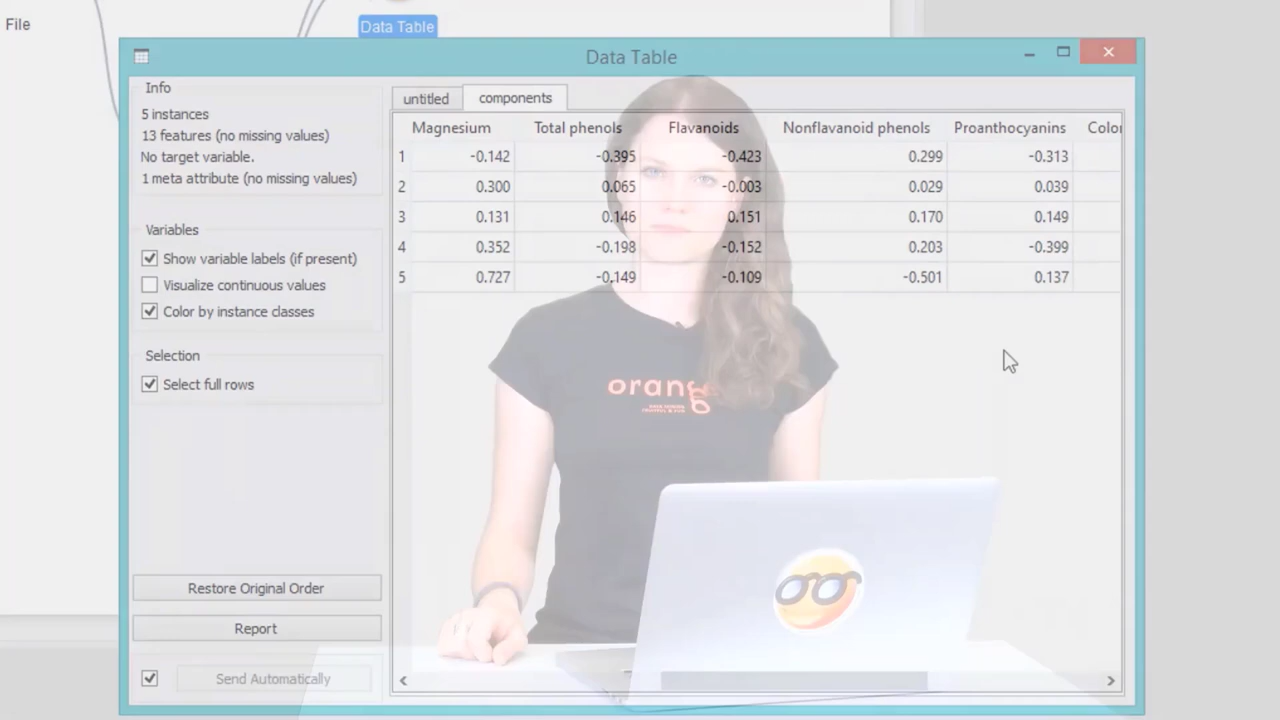 File
Data Table
Data Table
Info
5 instances
13 features (no missing values)
No target variable.
1 meta attribute (no missing values)
Variables
Show variable labels (if present)
Visualize continuous values
Color by instance classes
Selection
Select full rows
Restore Original Order
Report
Send Automatically
untitled components
Magnesium Total phenols Flavanoids Nonflavanoid phenols Proanthocyanins Color
1 -0.142 -0.395 -0.423 0.299 -0.313
2 0.300 0.065 -0.003 0.029 0.039
3 0.131 0.146 0.151 0.170 0.149
4 0.352 -0.198 -0.152 0.203 -0.399
5 0.727 -0.149 -0.109 -0.501 0.137
orang